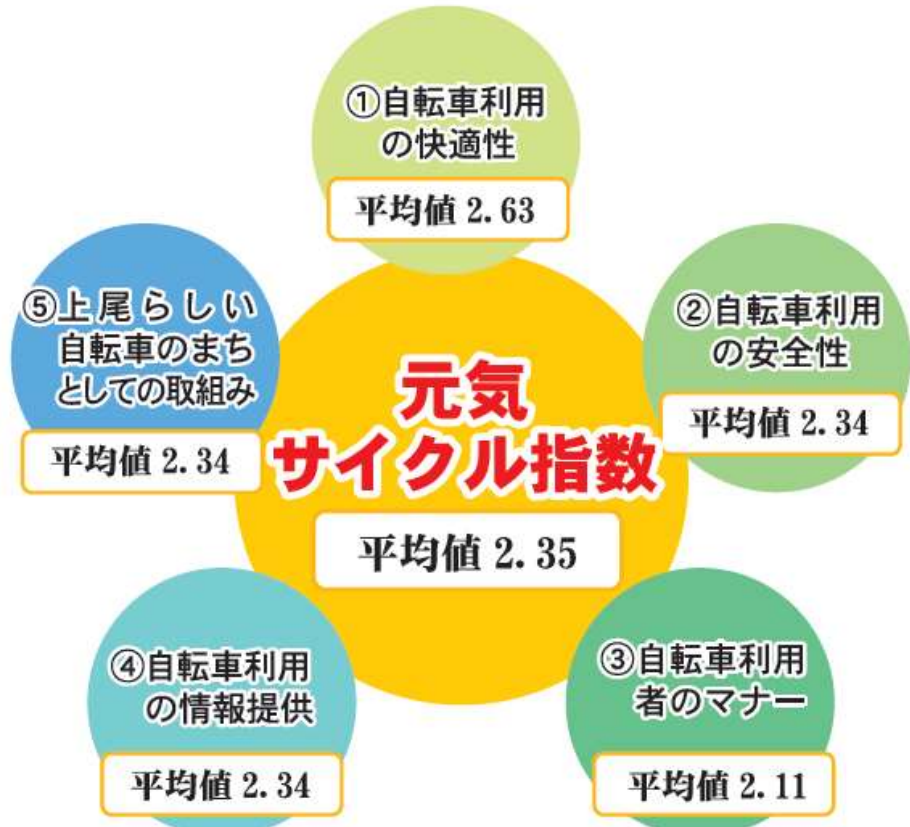 ①自転車利用
の快適性
平均値 2.63
②自転車利用
の安全性
平均値 2.34
③自転車利用
者のマナー
平均値 2.11
④自転車利用
の情報提供
平均値 2.34
⑤上尾らしい
自転車のまち
としての取組み
平均値 2.34
元気
サイクル指数
平均値 2.35